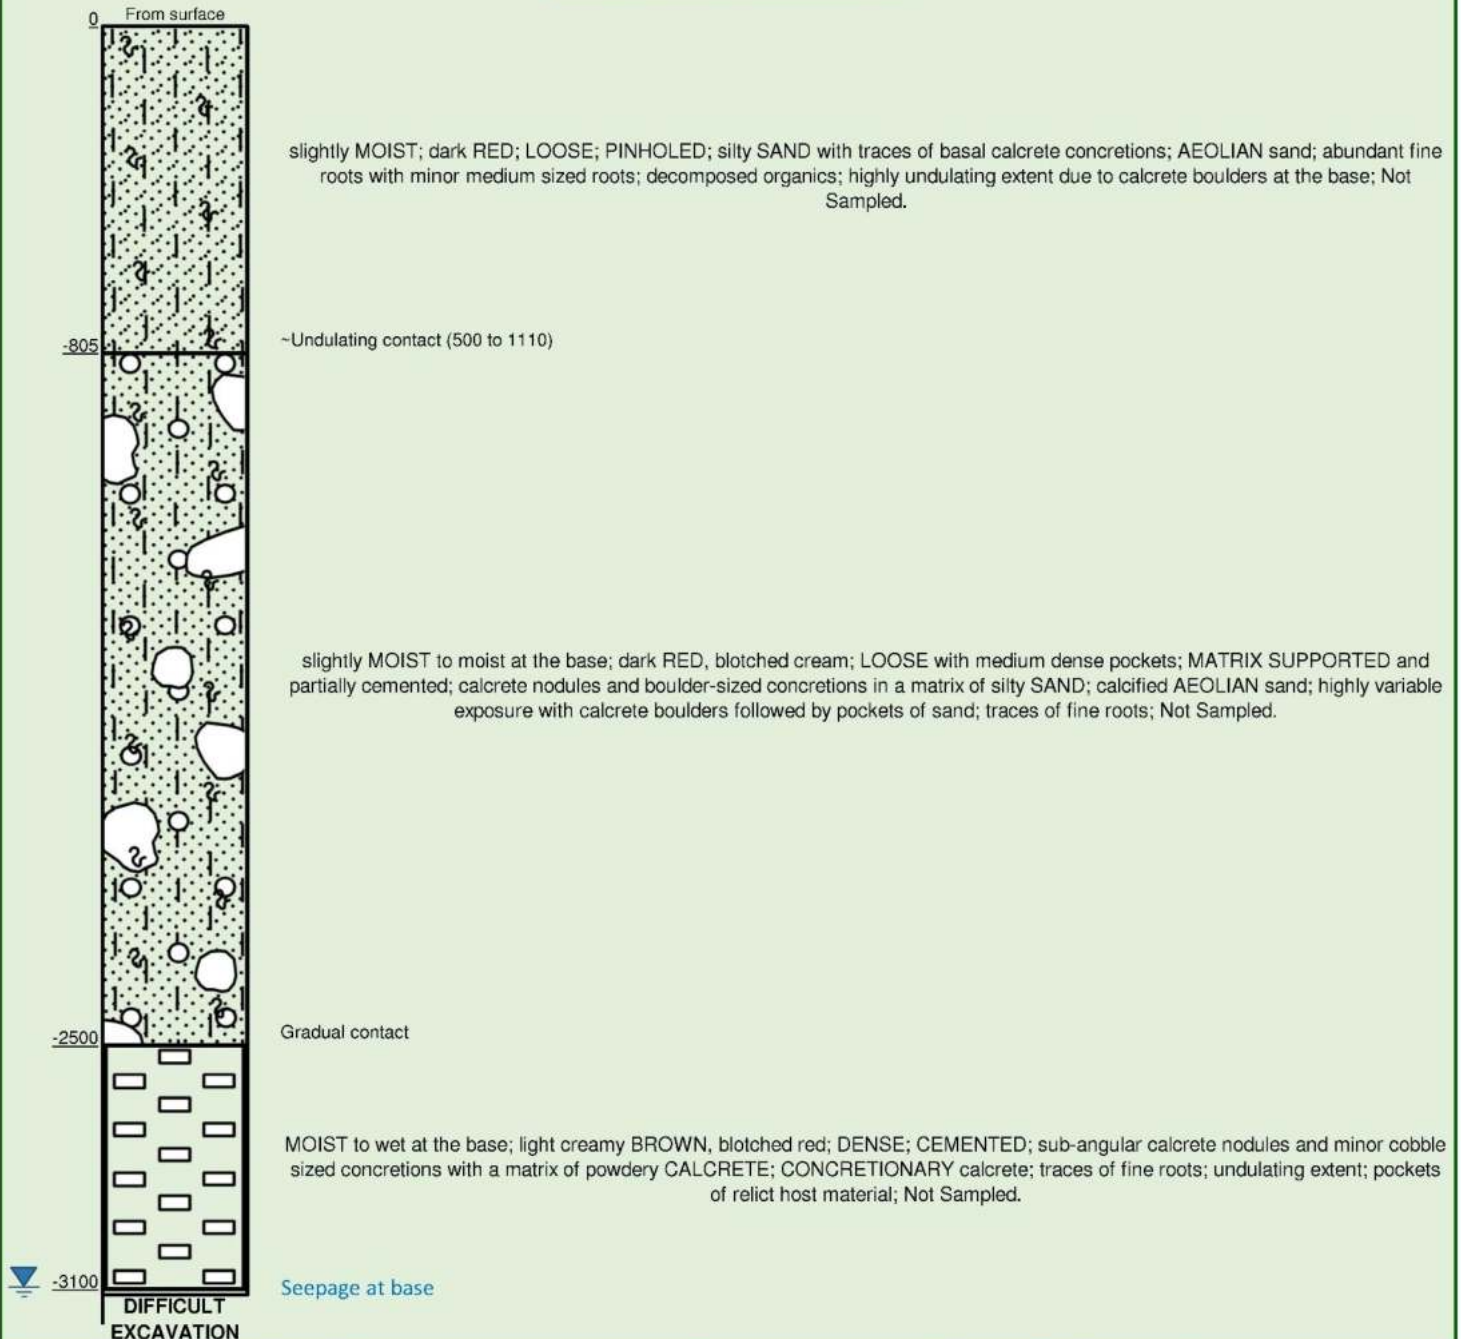 From surface
0
slightly MOIST; dark RED; LOOSE; PINHOLED; silty SAND with traces of basal calcrete concretions; AEOLIAN sand; abundant fine
roots with minor medium sized roots; decomposed organics; highly undulating extent due to calcrete boulders at the base; Not
Sampled.
-805
~Undulating contact (500 to 1110)
slightly MOIST to moist at the base; dark RED, blotched cream; LOOSE with medium dense pockets; MATRIX SUPPORTED and
partially cemented; calcrete nodules and boulder-sized concretions in a matrix of silty SAND; calcified AEOLIAN sand; highly variable
exposure with calcrete boulders followed by pockets of sand; traces of fine roots; Not Sampled.
-2500
Gradual contact
MOIST to wet at the base; light creamy BROWN, blotched red; DENSE; CEMENTED; sub-angular calcrete nodules and minor cobble
sized concretions with a matrix of powdery CALCRETE; CONCRETIONARY calcrete; traces of fine roots; undulating extent; pockets
of relict host material; Not Sampled.
-3100
Seepage at base
DIFFICULT
EXCAVATION